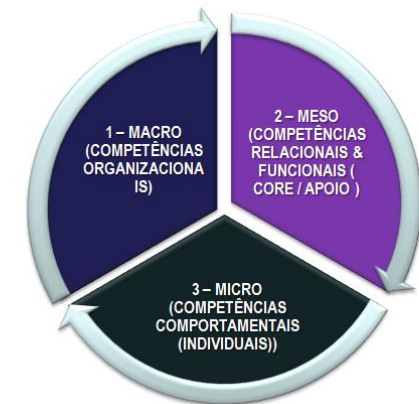 1 – MACRO
(COMPETÊNCIAS
ORGANIZACIONA
IS)
2 – MESO
(COMPETÊNCIAS
RELACIONAIS &
FUNCIONAIS (
CORE / APOIO )
3 – MICRO
(COMPETÊNCIAS
COMPORTAMENTAIS
(INDIVIDUAIS))